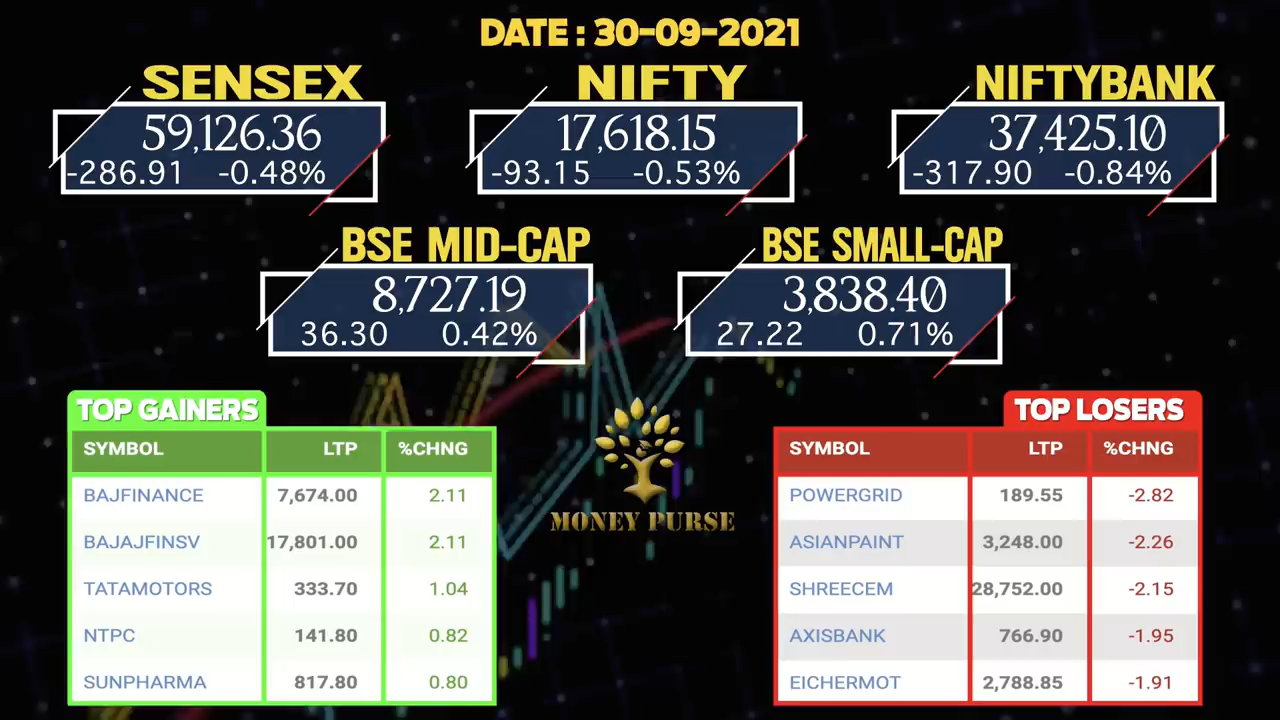 DATE : 30-09-2021
SENSEX NIFTY NIFTYBANK
59,126.36 17,618.15 37,425.10
-286.91 -0.48% -93.15 -0.53% -317.90 -0.84%
BSE MID-CAP BSE SMALL-CAP
8,727.19 3,838.40
36.30 0.42% 27.22 0.71%
TOP GAINERS
SYMBOL LTP %CHNG
BAJFINANCE 7,674.00 2.11
BAJAJFINSV 17,801.00 2.11
TATAMOTORS 333.70 1.04
NTPC 141.80 0.82
SUNPHARMA 817.80 0.80
MONEY PURSE
TOP LOSERS
SYMBOL LTP %CHNG
POWERGRID 189.55 -2.82
ASIANPAINT 3,248.00 -2.26
SHREECEM 28,752.00 -2.15
AXISBANK 766.90 -1.95
EICHERMOT 2,788.85 -1.91